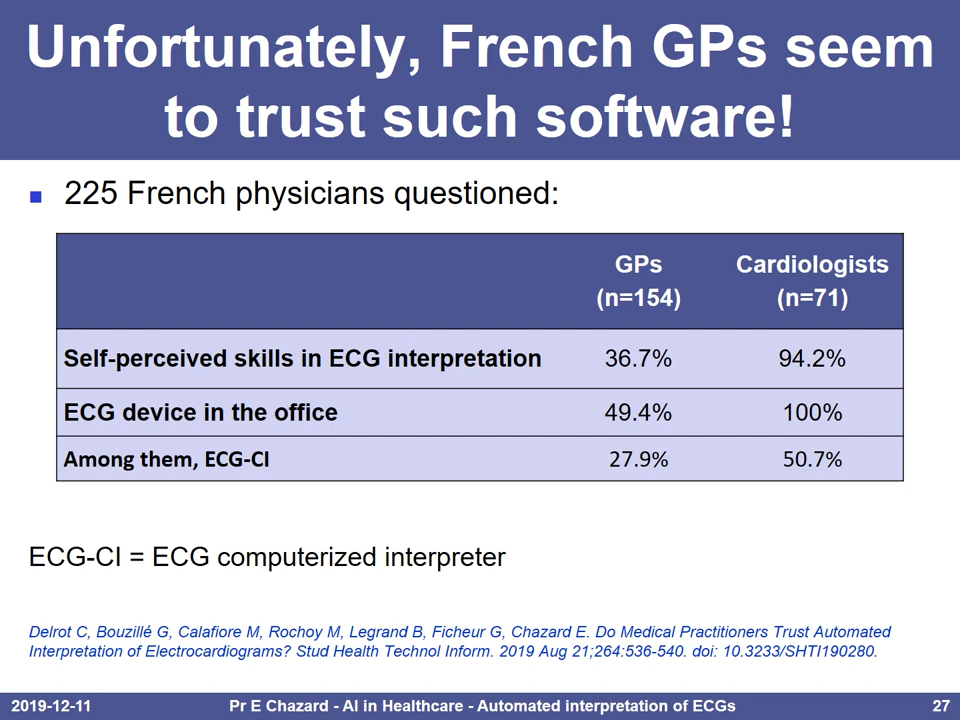 Unfortunately, French GPs seem
to trust such software!
225 French physicians questioned:
GPs Cardiologists
(n=154) (n=71)
Self-perceived skills in ECG interpretation 36.7% 94.2%
ECG device in the office 49.4% 100%
Among them, ECG-CI 27.9% 50.7%
ECG-CI = ECG computerized interpreter
Delrot C, Bouzillé G, Calafiore M, Rochoy M, Legrand B, Ficheur G, Chazard E. Do Medical Practitioners Trust Automated
Interpretation of Electrocardiograms? Stud Health Technol Inform. 2019 Aug 21;264:536-540. doi: 10.3233/SHTI190280.
2019-12-11 Pr E Chazard - AI in Healthcare - Automated interpretation of ECGs 27